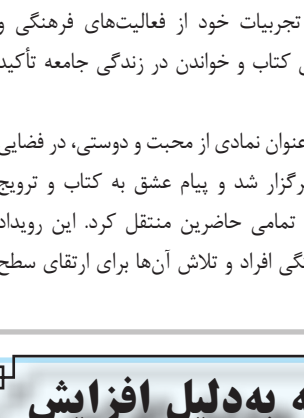 تجربیات خود از فعالیت‌های فرهنگی و
کتاب و خواندن در زندگی جامعه تأکید
عنوان نمادی از محبت و دوستی، در فضایی
برگزار شد و پیام عشق به کتاب و ترویج
تمامی حاضرین منتقل کرد. این رویداد
افراد و تلاش آن‌ها برای ارتقای سطح
به‌دلیل افزایش